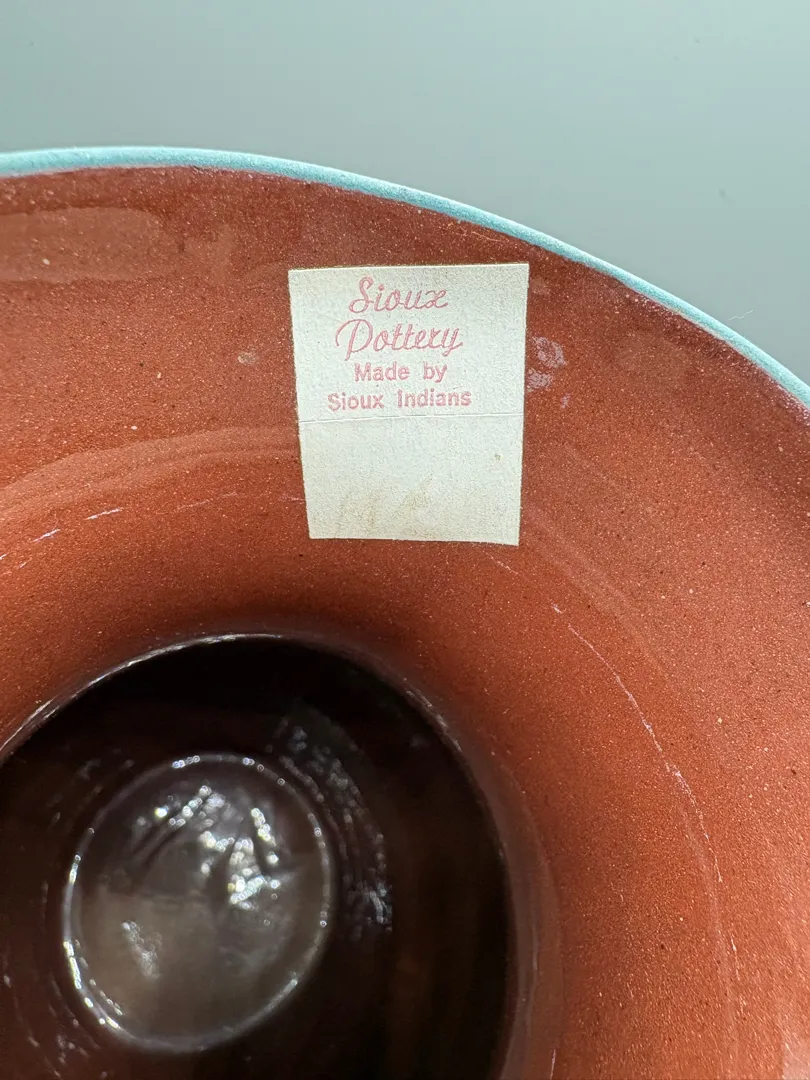 Sioux
Pottery
Made by
Sioux Indians